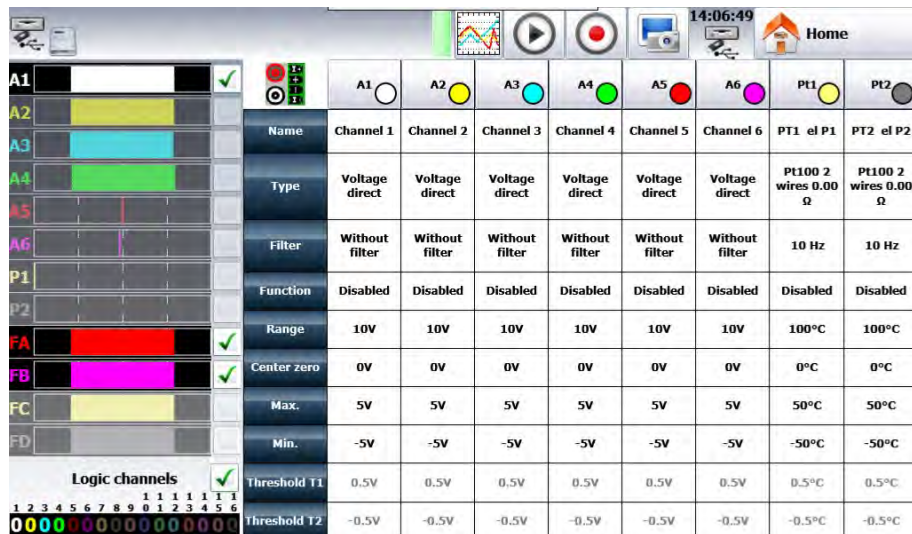 14:06:49
Home
A1
A2
A3
A4
A5
A6
P1
P2
FA
FB
FC
FD
Logic channels
1 1 1 1 1 1 1
1 2 3 4 5 6 7 8 9 0 1 2 3 4 5 6
0 0 0 0 0 0 0 0 0 0 0 0 0 0 0 0
A1 A2 A3 A4 A5 A6 Pt1 Pt2
Name Channel 1 Channel 2 Channel 3 Channel 4 Channel 5 Channel 6 PT1 el P1 PT2 el P2
Type Voltage direct Voltage direct Voltage direct Voltage direct Voltage direct Voltage direct Pt100 2 wires 0.00 Ω Pt100 2 wires 0.00 Ω
Filter Without filter Without filter Without filter Without filter Without filter Without filter 10 Hz 10 Hz
Function Disabled Disabled Disabled Disabled Disabled Disabled Disabled Disabled
Range 10V 10V 10V 10V 10V 10V 100°C 100°C
Center zero 0V 0V 0V 0V 0V 0V 0°C 0°C
Max. 5V 5V 5V 5V 5V 5V 50°C 50°C
Min. -5V -5V -5V -5V -5V -5V -50°C -50°C
Threshold T1 0.5V 0.5V 0.5V 0.5V 0.5V 0.5V 0.5°C 0.5°C
Threshold T2 -0.5V -0.5V -0.5V -0.5V -0.5V -0.5V -0.5°C -0.5°C